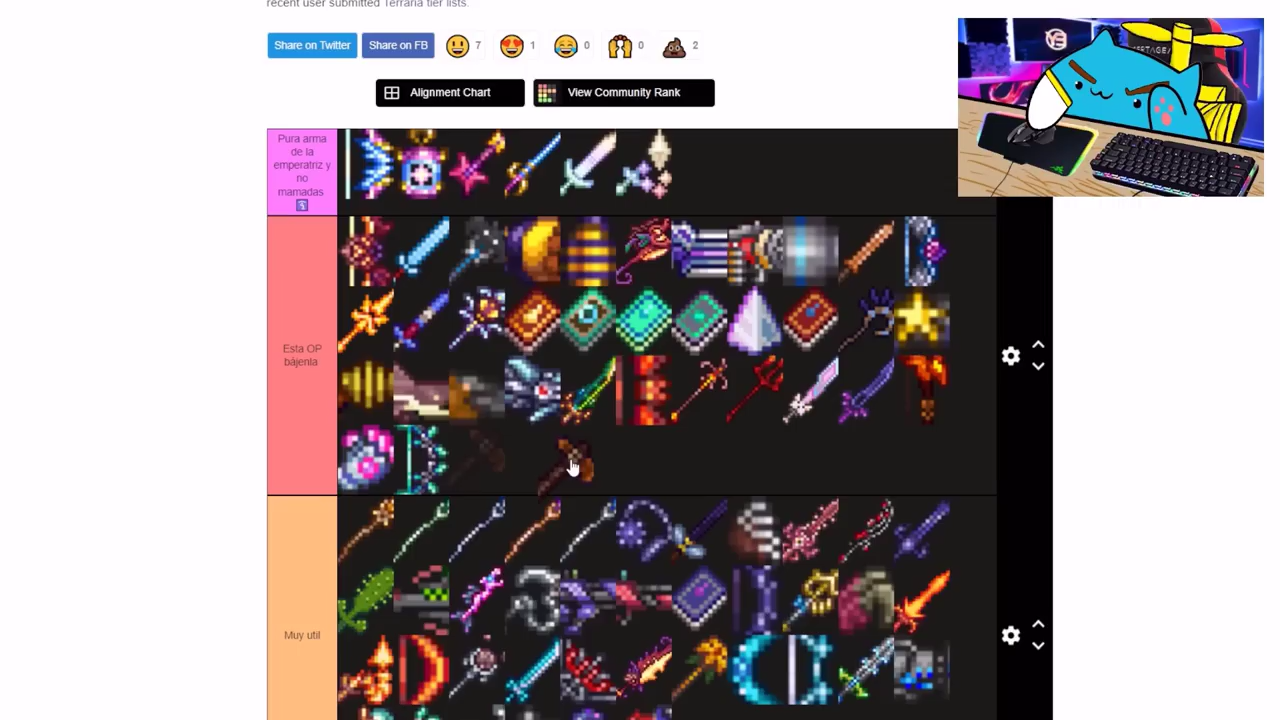 recent user submitted Terraria tier lists.
Share on Twitter
Share on FB
7
1
0
0
2
Alignment Chart
View Community Rank
Pura arma
de la
emperatriz y
no
mamadas
Esta OP
bájenla
Muy util